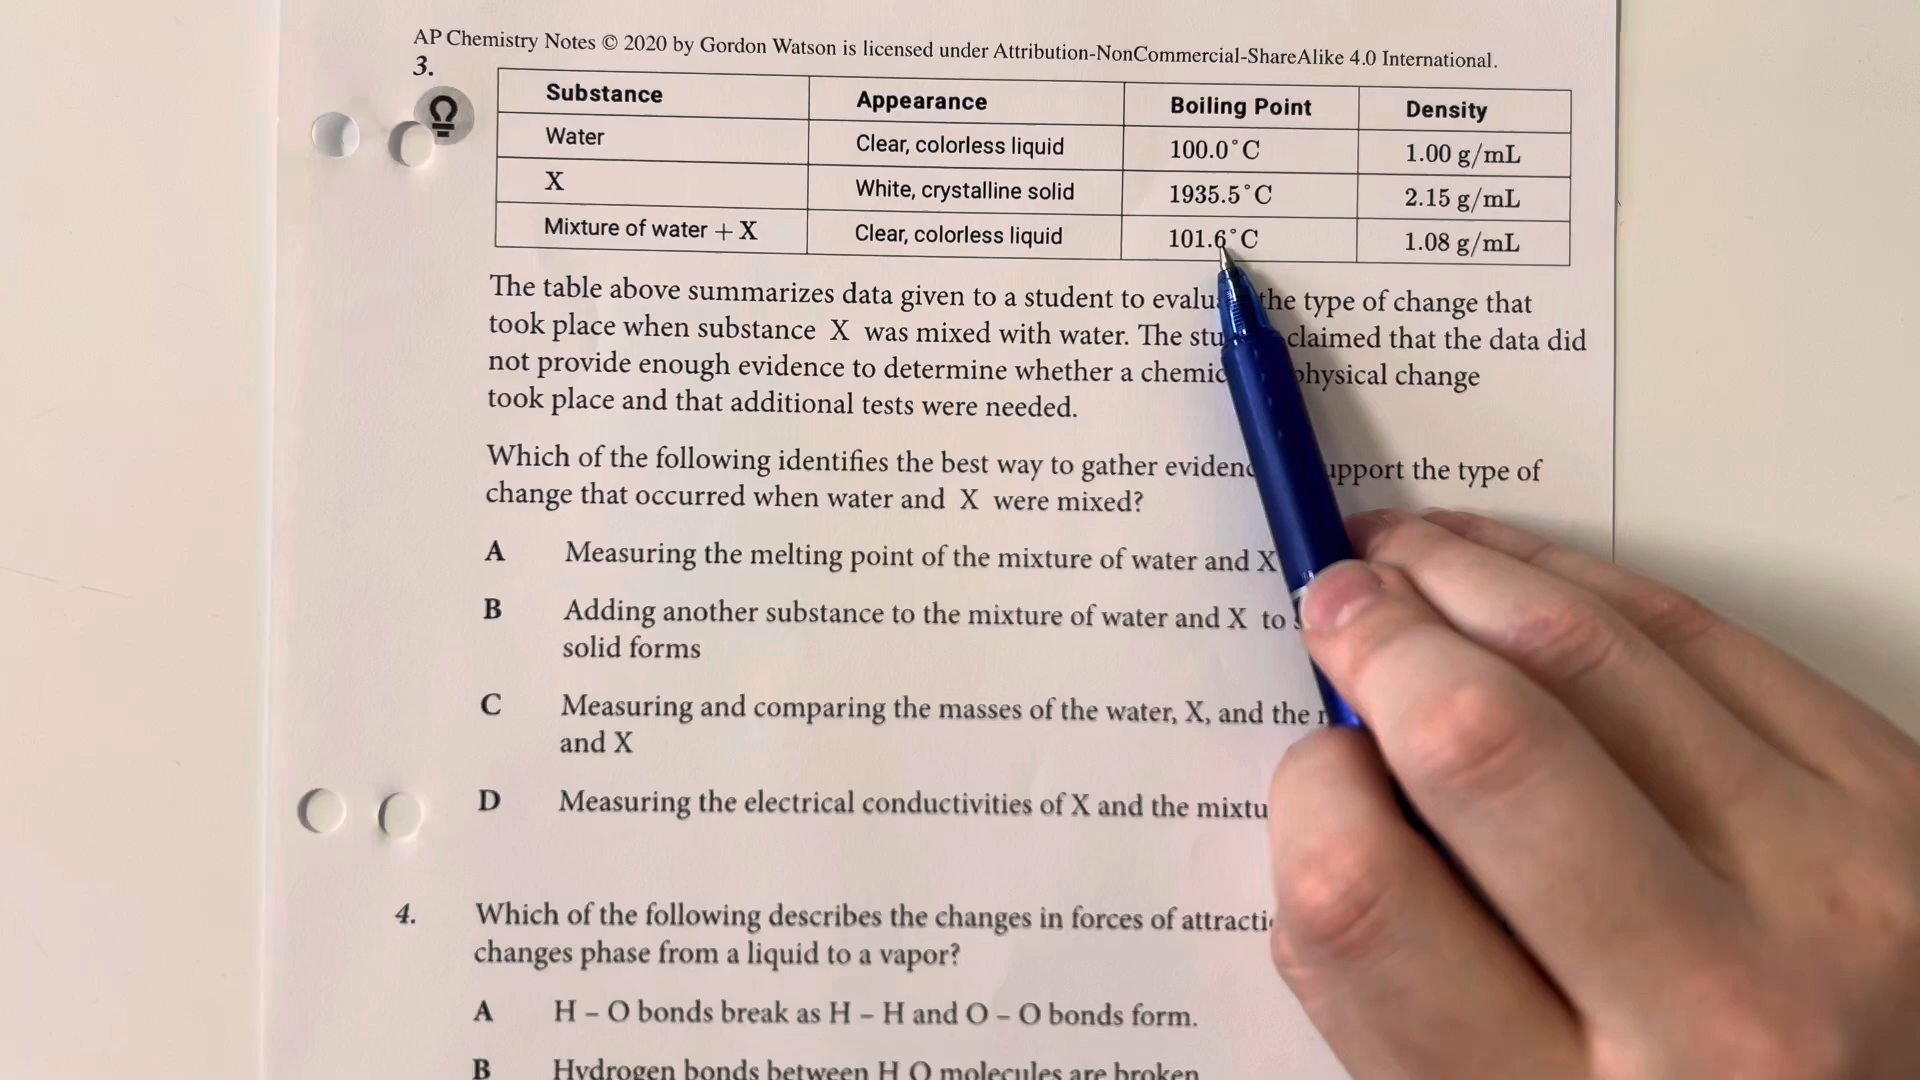 AP Chemistry Notes © 2020 by Gordon Watson is licensed under Attribution-NonCommercial-ShareAlike 4.0 International.
3.
Substance Appearance Boiling Point Density
Water Clear, colorless liquid 100.0°C 1.00 g/mL
X White, crystalline solid 1935.5°C 2.15 g/mL
Mixture of water + X Clear, colorless liquid 101.6°C 1.08 g/mL
The table above summarizes data given to a student to the type of change that
took place when substance X was mixed with water. The claimed that the data did
not provide enough evidence to determine whether a physical change
took place and that additional tests were needed.
Which of the following identifies the best way to gather the type of
change that occurred when water and X were mixed?
A Measuring the melting point of the mixture of water and X
B Adding another substance to the mixture of water and X to
solid forms
C Measuring and comparing the masses of the water, X, and the
and X
D Measuring the electrical conductivities of X and the
4. Which of the following describes the changes in forces of
changes phase from a liquid to a vapor?
A H – O bonds break as H – H and O – O bonds form.
B Hydrogen bonds between H O molecules are broken